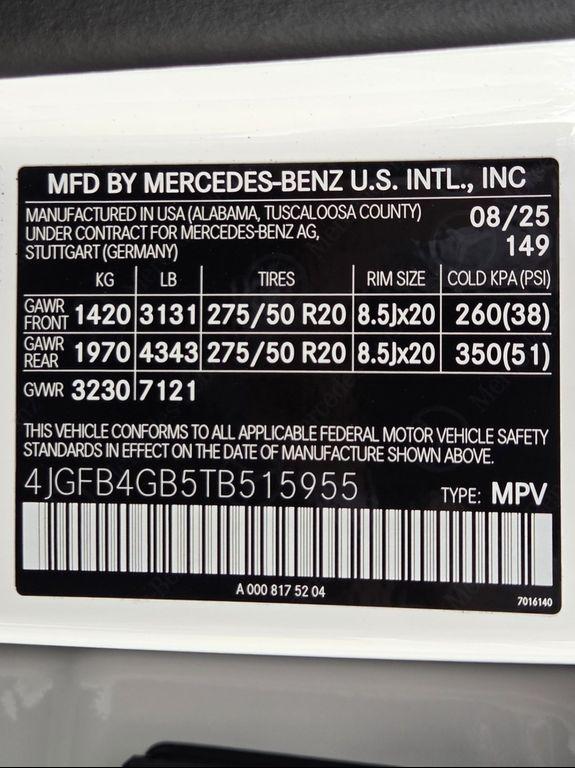 MFD BY MERCEDES-BENZ U.S. INTL., INC
MANUFACTURED IN USA (ALABAMA, TUSCALOOSA COUNTY) 08/25
UNDER CONTRACT FOR MERCEDES-BENZ AG,
STUTTGART (GERMANY) 149
KG LB TIRES RIM SIZE COLD KPA (PSI)
GAWR FRONT 1420 3131 275/50 R20 8.5Jx20 260(38)
GAWR REAR 1970 4343 275/50 R20 8.5Jx20 350(51)
GVWR 3230 7121
THIS VEHICLE CONFORMS TO ALL APPLICABLE FEDERAL MOTOR VEHICLE SAFETY
STANDARDS IN EFFECT ON THE DATE OF MANUFACTURE SHOWN ABOVE.
4JGFB4GB5TB515955 TYPE: MPV
A 000 817 52 04
7016140